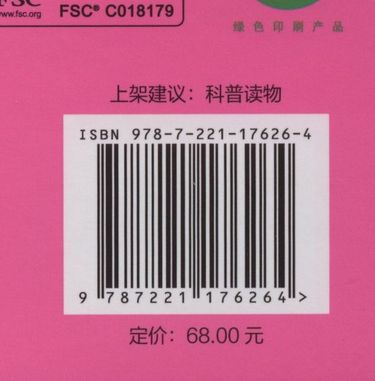 FSC
www.fsc.org
FSC® C018179
绿色印刷产品
上架建议：科普读物
ISBN 978-7-221-17626-4
9 787221 176264 >
定价：68.00 元